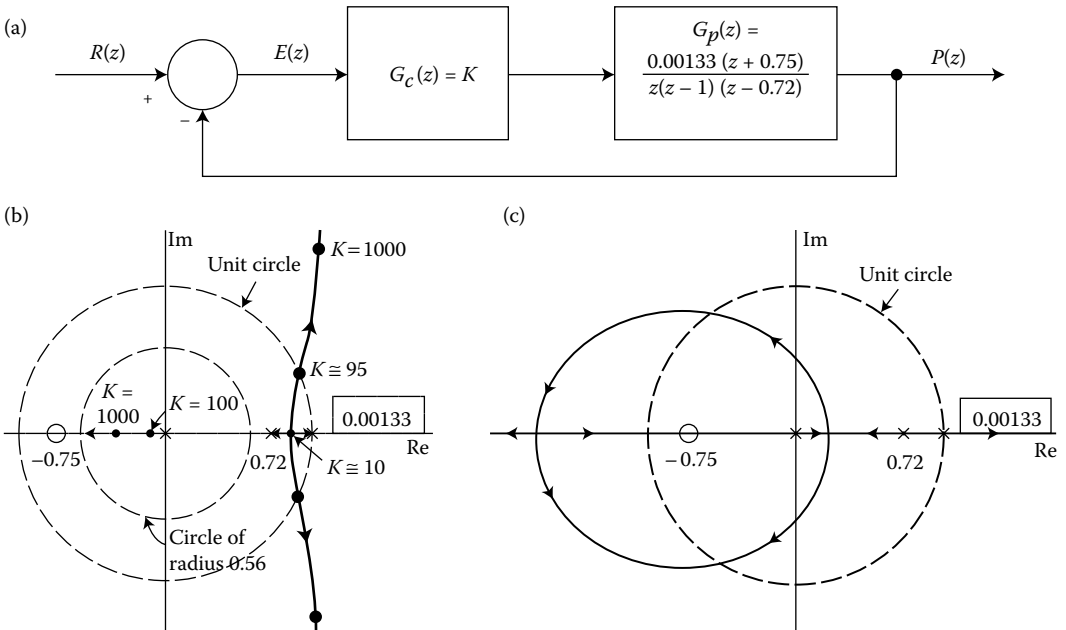 (a)
R(z)
+
−
E(z)
G_c(z) = K
G_p(z) =
0.00133 (z + 0.75)
z(z − 1) (z − 0.72)
P(z)
(b)
Im
Unit circle
K = 1000
K ≅ 95
K =
1000
K = 100
0.00133
−0.75
0.72
Re
K ≅ 10
Circle of
radius 0.56
(c)
Im
Unit circle
0.00133
−0.75
0.72
Re